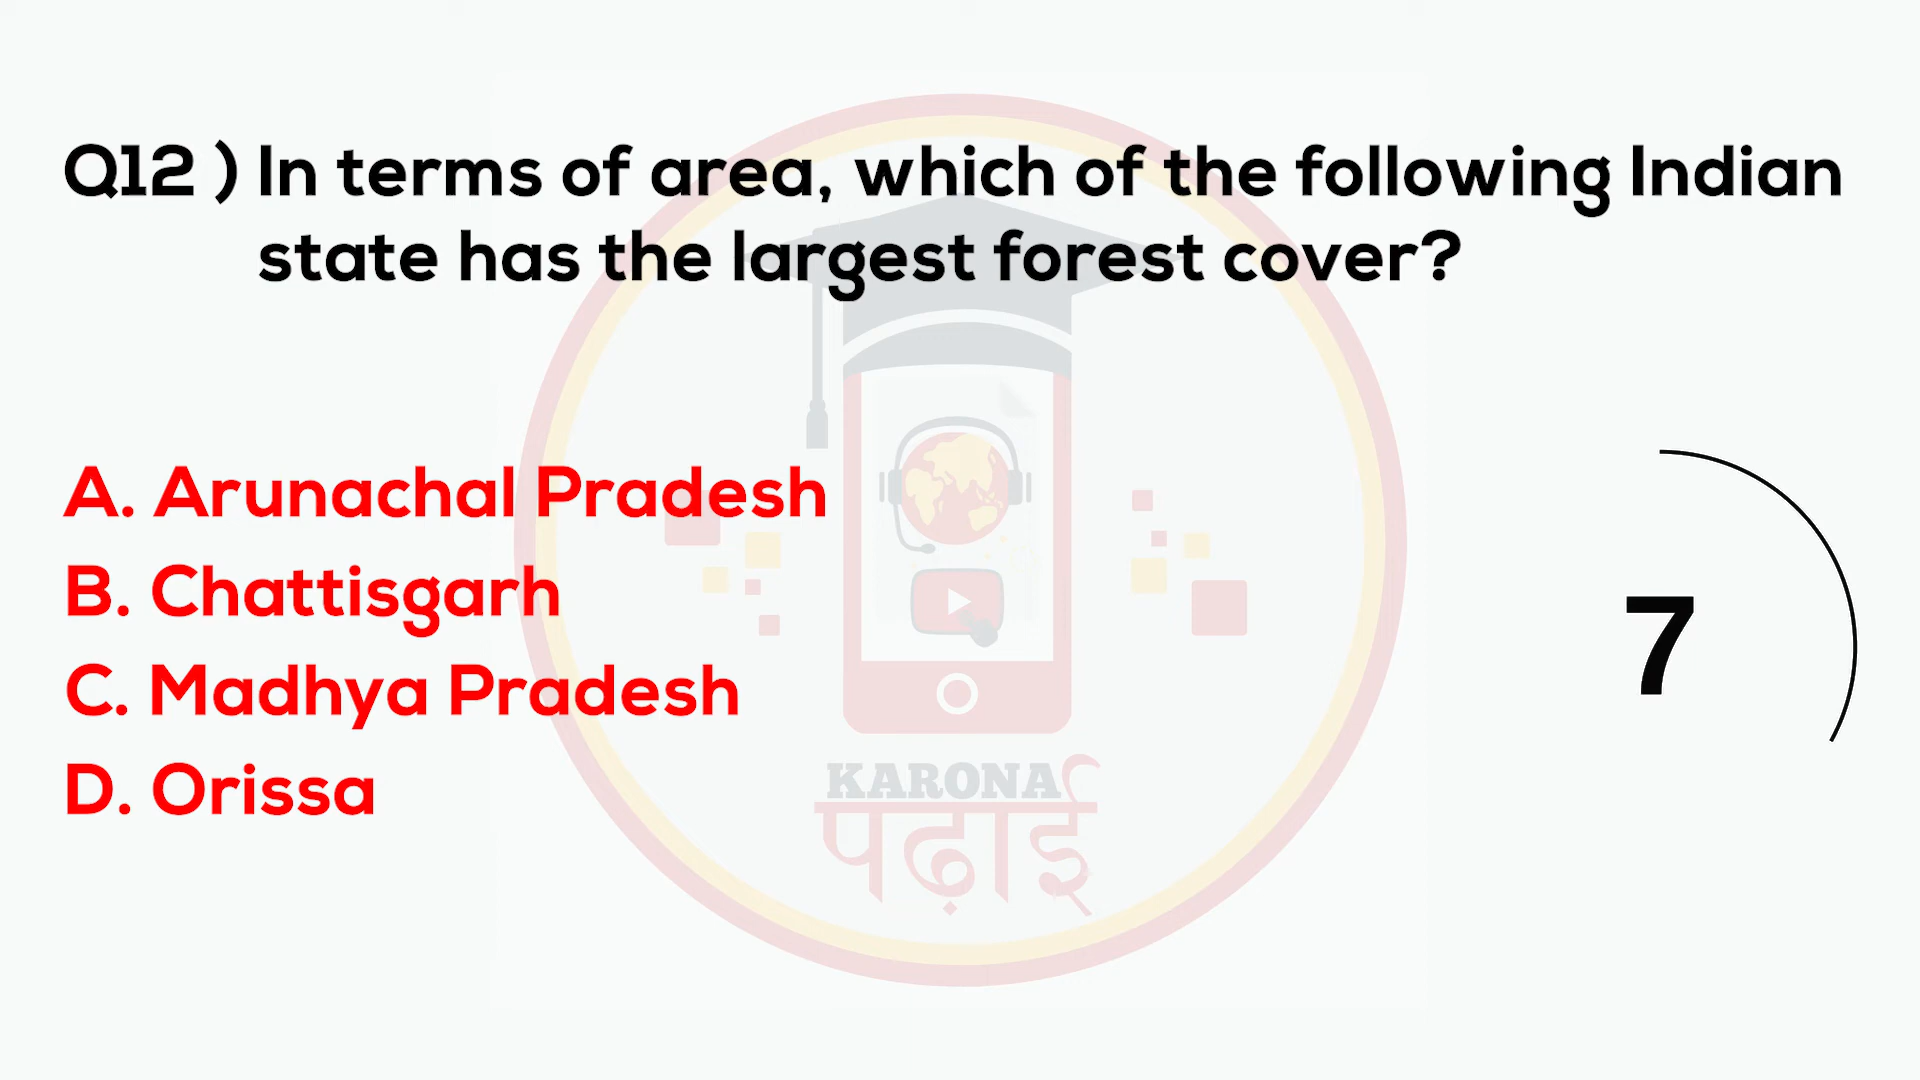 Q12 ) In terms of area, which of the following Indian
state has the largest forest cover?
A. Arunachal Pradesh
B. Chattisgarh
C. Madhya Pradesh
D. Orissa
7
KARONA
पढ़ाई